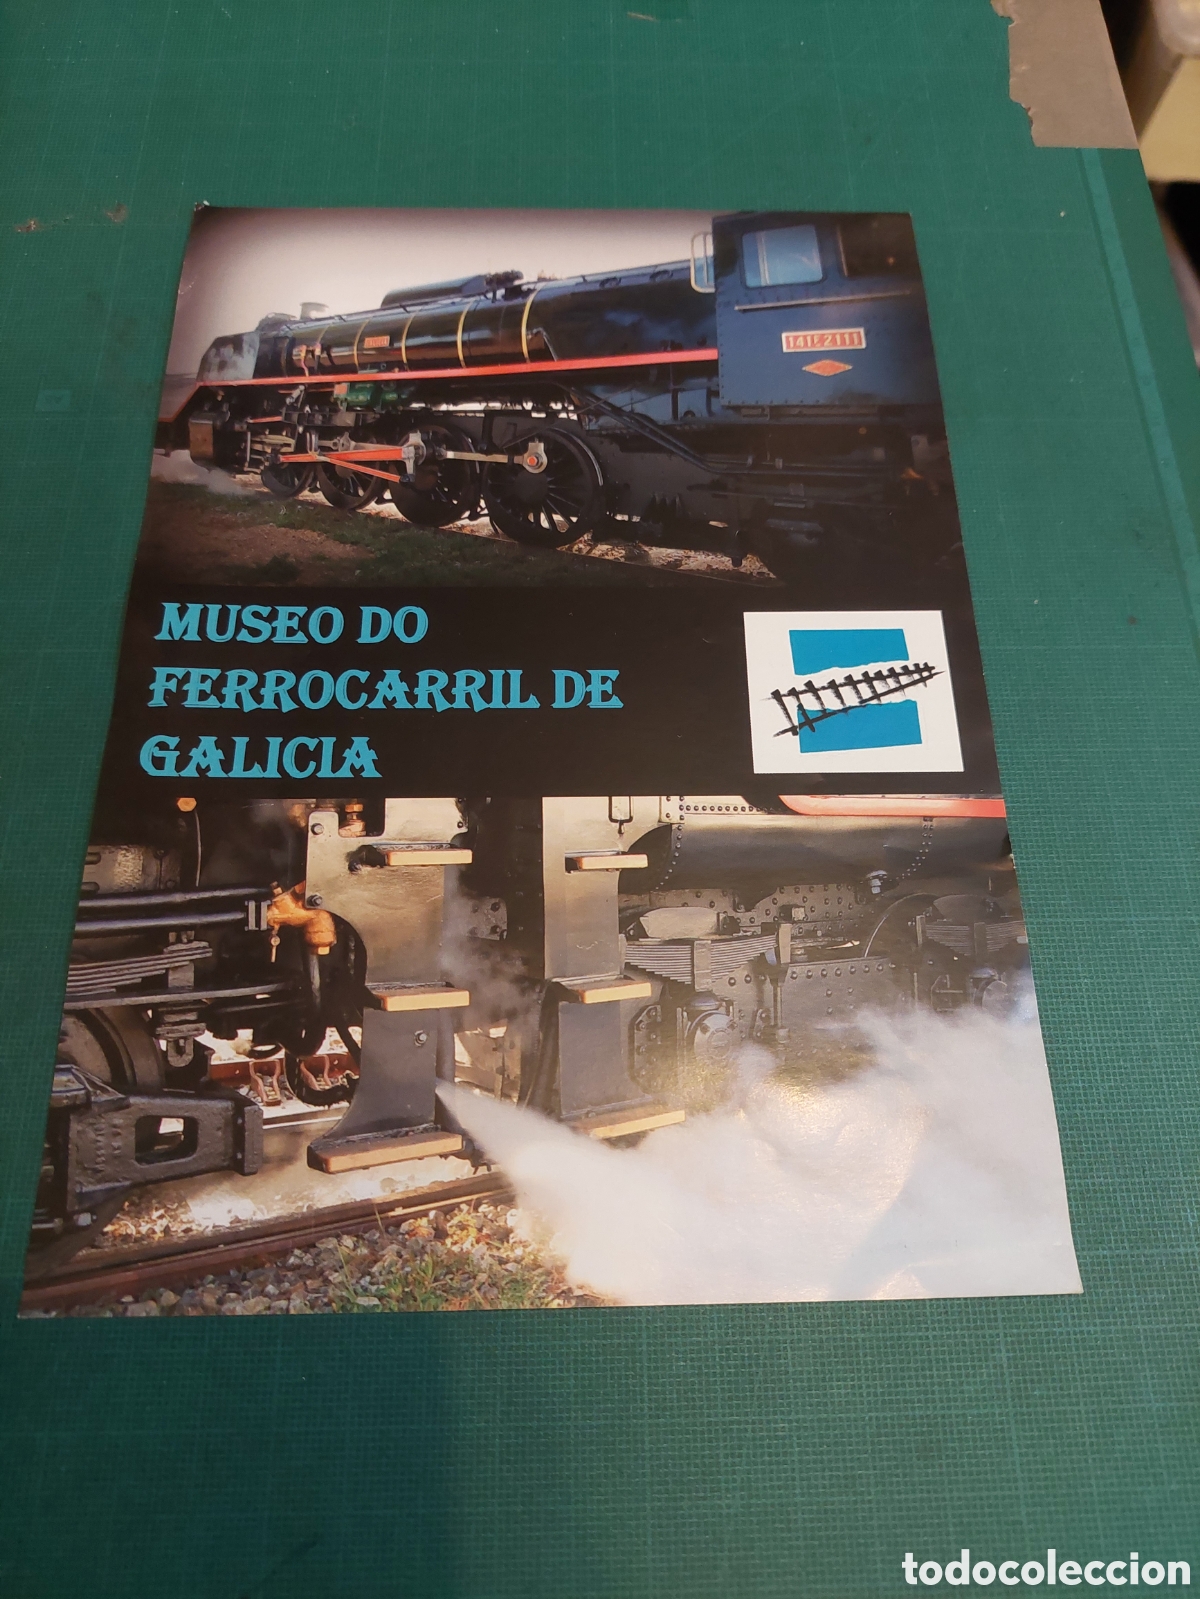 141F 2111
MUSEO DO
FERROCARRIL DE
GALICIA
todocoleccion